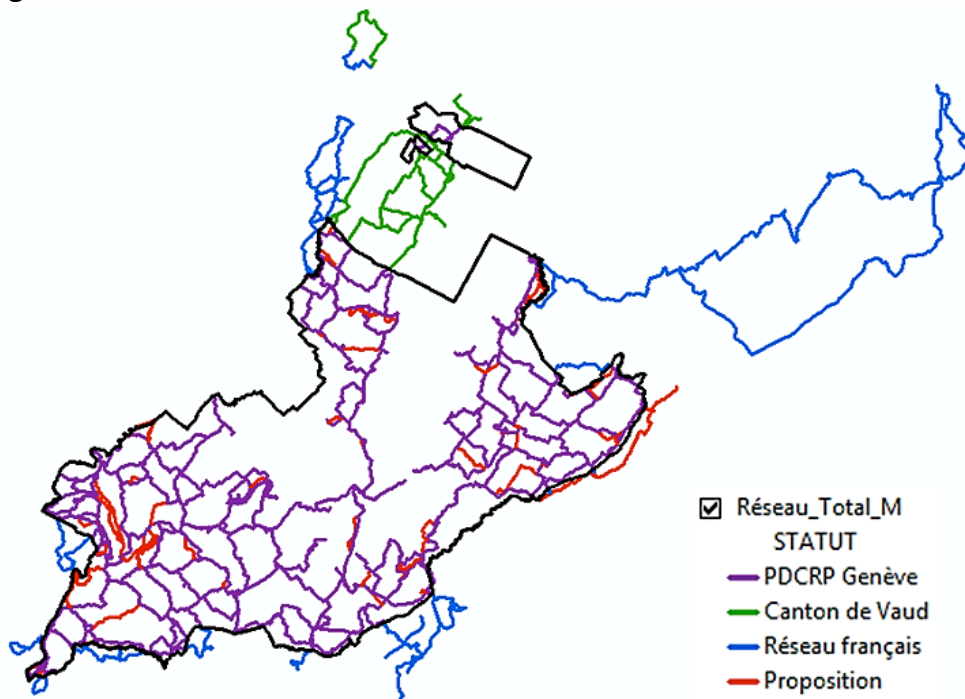 Réseau_Total_M
STATUT
PDCRP Genève
Canton de Vaud
Réseau français
Proposition